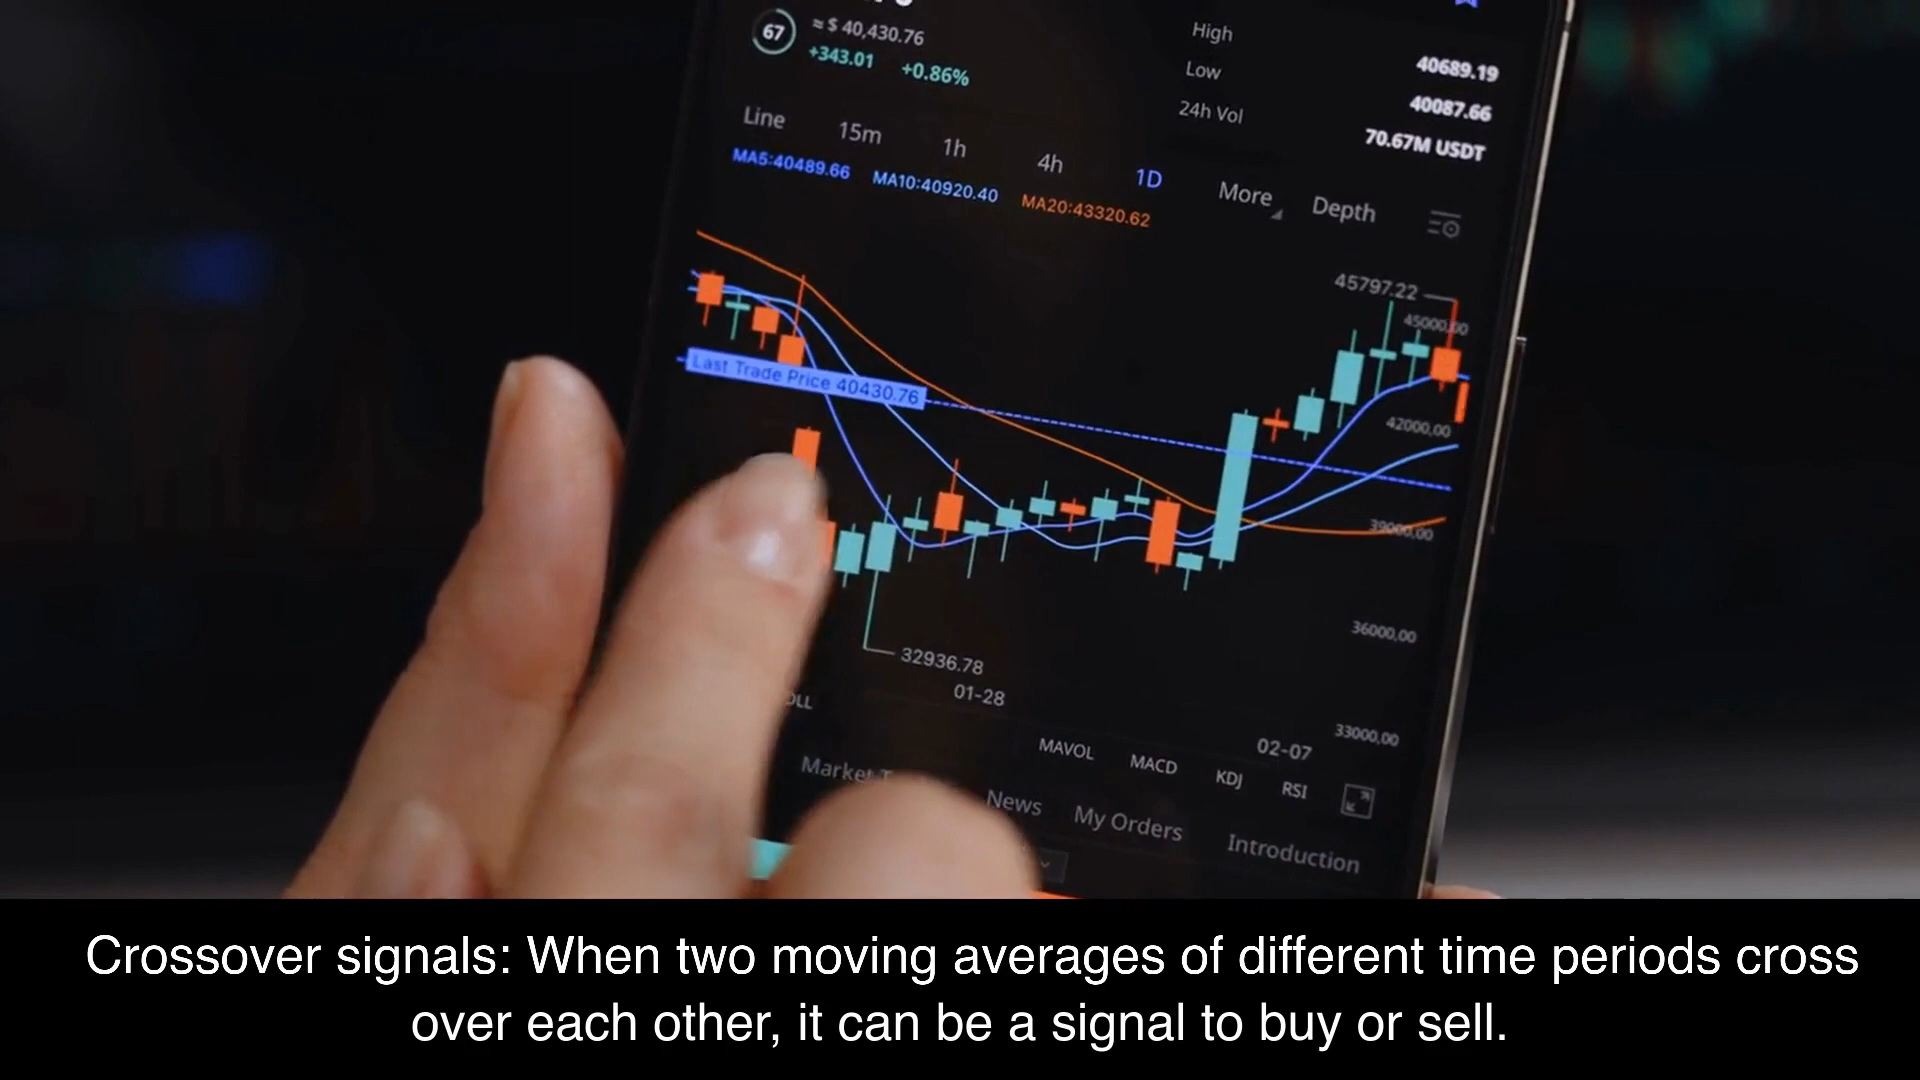 67
≈ $ 40,430.76
+343.01 +0.86%
High 40689.19
Low 40087.66
24h Vol 70.67M USDT
Line 15m 1h 4h 1D More Depth
MA5:40489.66 MA10:40920.40 MA20:43320.62
45797.22
45000,00
Last Trade Price 40430.76
42000,00
39000,00
36000,00
32936.78
01-28
33000,00
02-07
MAVOL MACD KDJ RSI
Market
News My Orders Introduction
Crossover signals: When two moving averages of different time periods cross
over each other, it can be a signal to buy or sell.